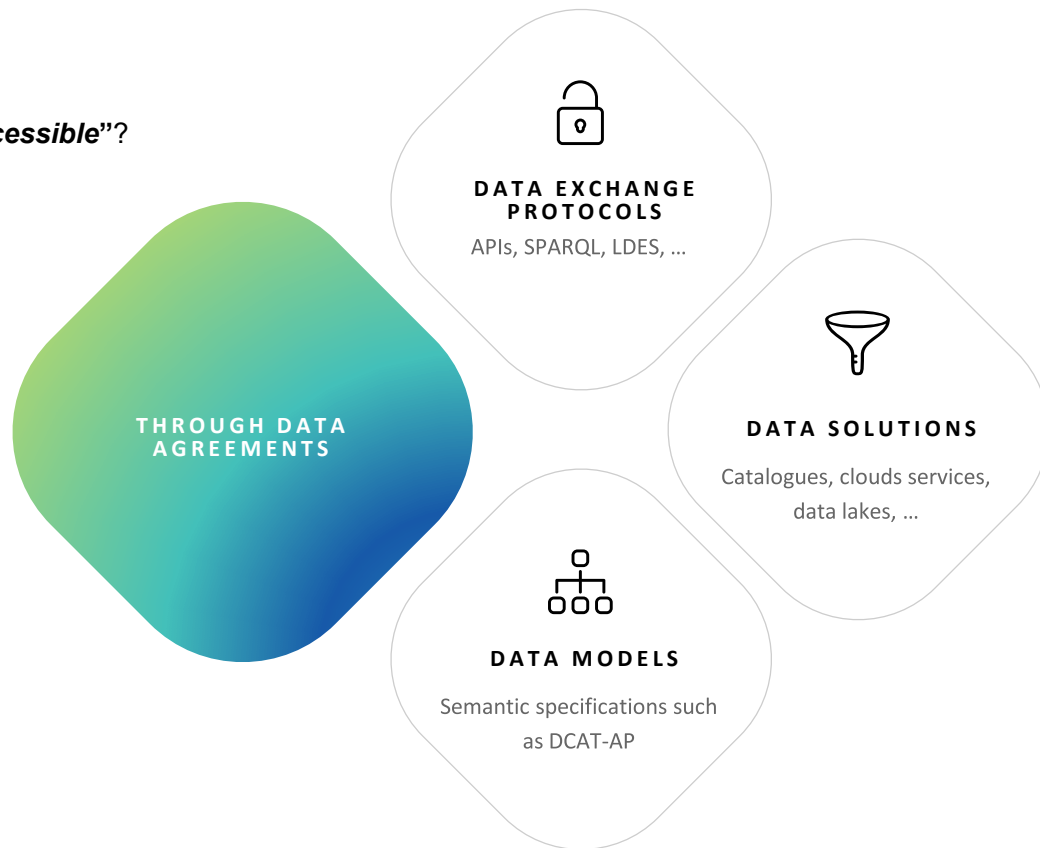 cessible”?
DATA EXCHANGE
PROTOCOLS
APIs, SPARQL, LDES, ...
THROUGH DATA
AGREEMENTS
DATA SOLUTIONS
Catalogues, clouds services,
data lakes, ...
DATA MODELS
Semantic specifications such
as DCAT-AP